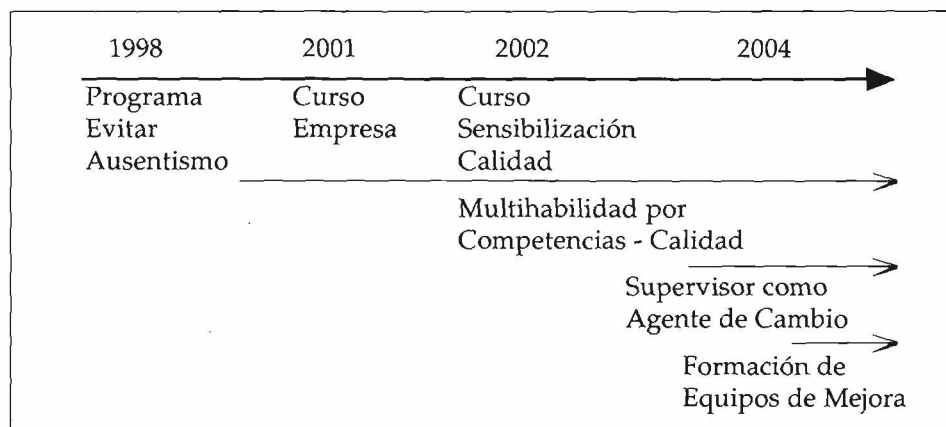 1998 2001 2002 2004
Programa Curso Curso
Evitar Empresa Sensibilización
Ausentismo Calidad
Multihabilidad por
Competencias - Calidad
Supervisor como
Agente de Cambio
Formación de
Equipos de Mejora